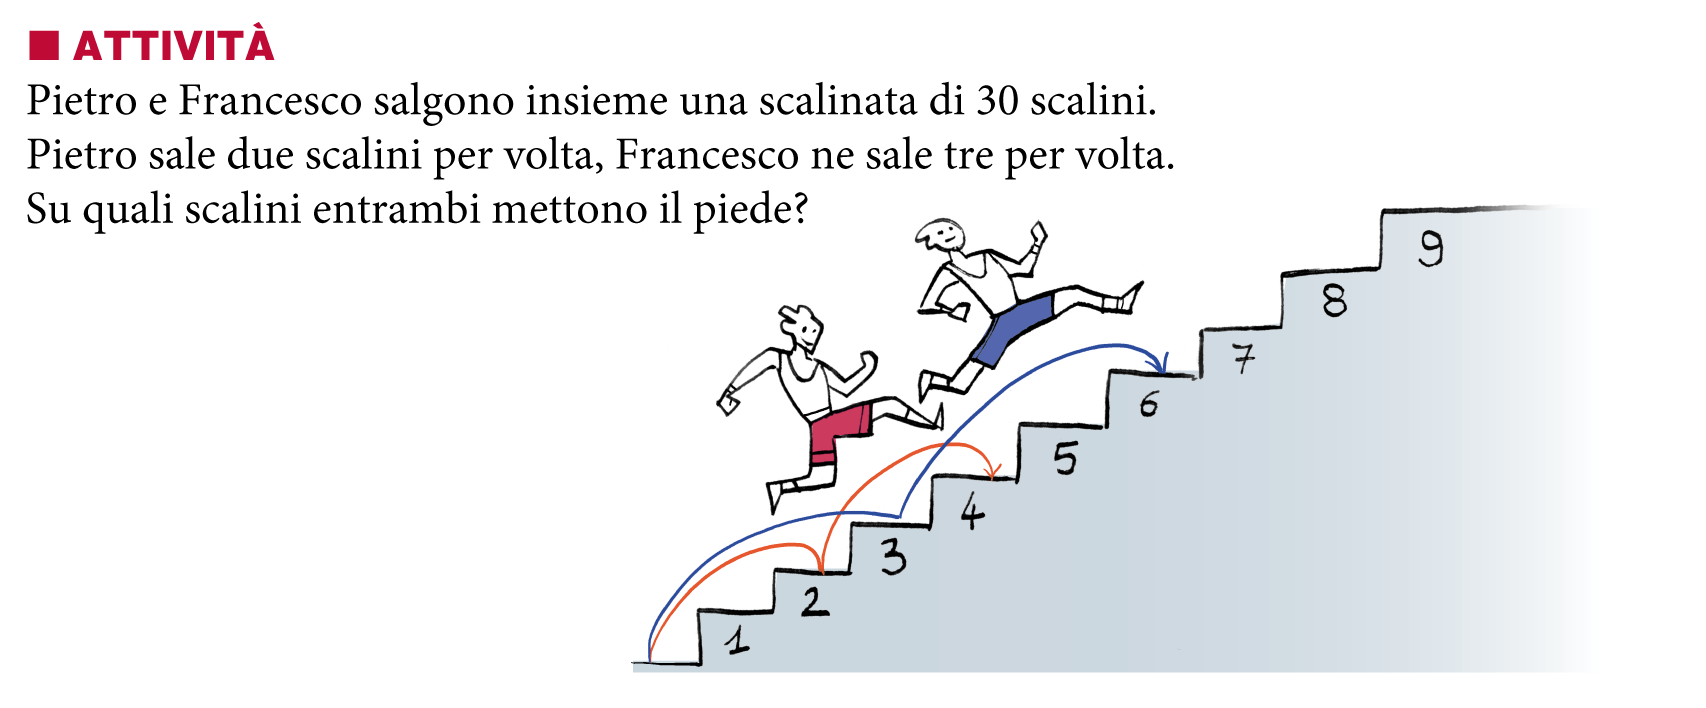 ATTIVITÀ
Pietro e Francesco salgono insieme una scalinata di 30 scalini.
Pietro sale due scalini per volta, Francesco ne sale tre per volta.
Su quali scalini entrambi mettono il piede?
9
8
7
6
5
4
3
2
1